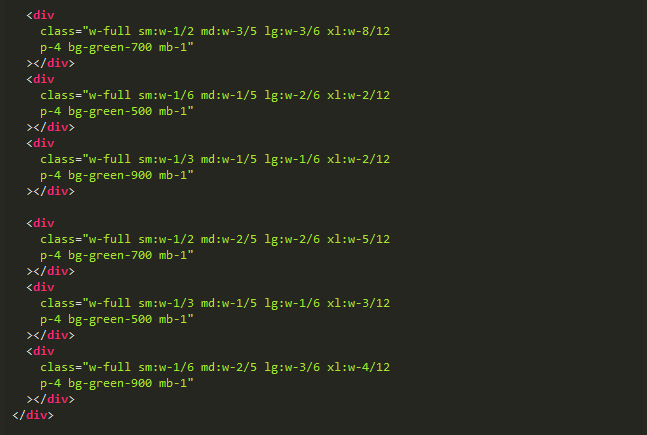 <div
class="w-full sm:w-1/2 md:w-3/5 lg:w-3/6 xl:w-8/12
p-4 bg-green-700 mb-1"
></div>
<div
class="w-full sm:w-1/6 md:w-1/5 lg:w-2/6 xl:w-2/12
p-4 bg-green-500 mb-1"
></div>
<div
class="w-full sm:w-1/3 md:w-1/5 lg:w-1/6 xl:w-2/12
p-4 bg-green-900 mb-1"
></div>
<div
class="w-full sm:w-1/2 md:w-2/5 lg:w-2/6 xl:w-5/12
p-4 bg-green-700 mb-1"
></div>
<div
class="w-full sm:w-1/3 md:w-1/5 lg:w-1/6 xl:w-3/12
p-4 bg-green-500 mb-1"
></div>
<div
class="w-full sm:w-1/6 md:w-2/5 lg:w-3/6 xl:w-4/12
p-4 bg-green-900 mb-1"
></div>
</div>